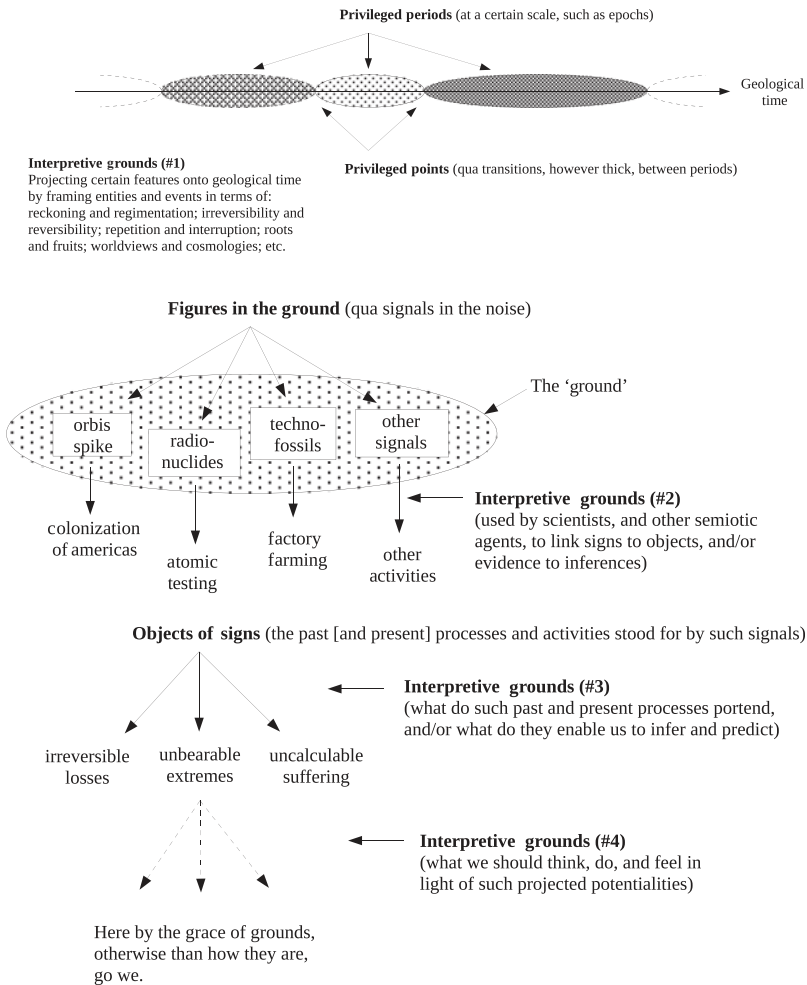 Privileged periods (at a certain scale, such as epochs)
Geological
time
Interpretive grounds (#1)
Projecting certain features onto geological time
by framing entities and events in terms of:
reckoning and regimentation; irreversibility and
reversibility; repetition and interruption; roots
and fruits; worldviews and cosmologies; etc.
Privileged points (qua transitions, however thick, between periods)
Figures in the ground (qua signals in the noise)
The ‘ground’
orbis
spike
radio-
nuclides
techno-
fossils
other
signals
colonization
of americas
atomic
testing
factory
farming
other
activities
Interpretive grounds (#2)
(used by scientists, and other semiotic
agents, to link signs to objects, and/or
evidence to inferences)
Objects of signs (the past [and present] processes and activities stood for by such signals)
Interpretive grounds (#3)
(what do such past and present processes portend,
and/or what do they enable us to infer and predict)
irreversible
losses
unbearable
extremes
uncalculable
suffering
Interpretive grounds (#4)
(what we should think, do, and feel in
light of such projected potentialities)
Here by the grace of grounds,
otherwise than how they are,
go we.